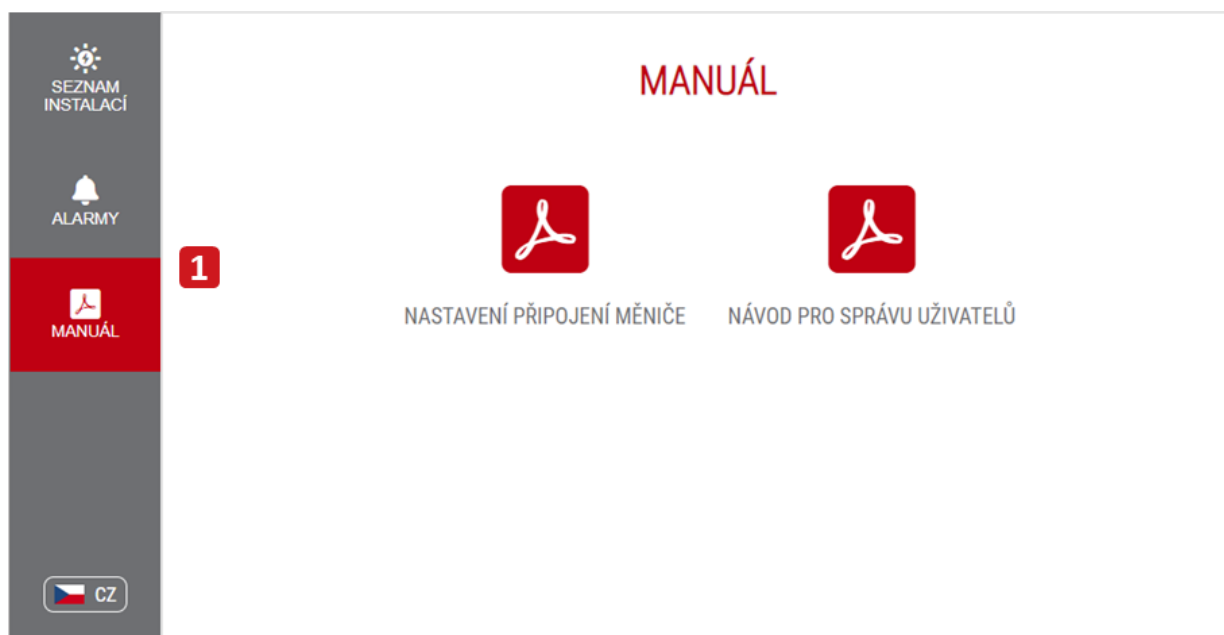 SEZNAM
INSTALACÍ
ALARMY
MANUÁL
CZ
1
MANUÁL
NASTAVENÍ PŘIPOJENÍ MĚNIČE
NÁVOD PRO SPRÁVU UŽIVATELŮ